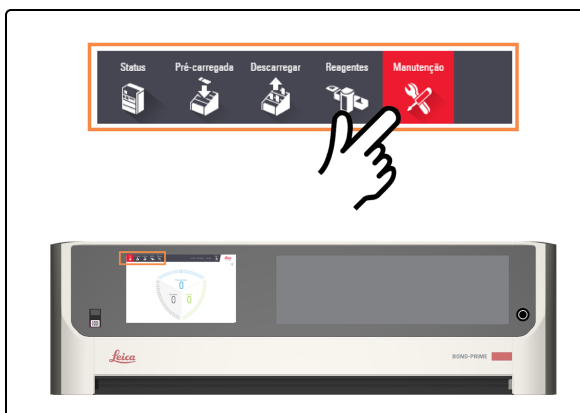 Status Pré-carregada Descarregar Reagentes Manutenção
0
0 0
Leica BOND-PRIME